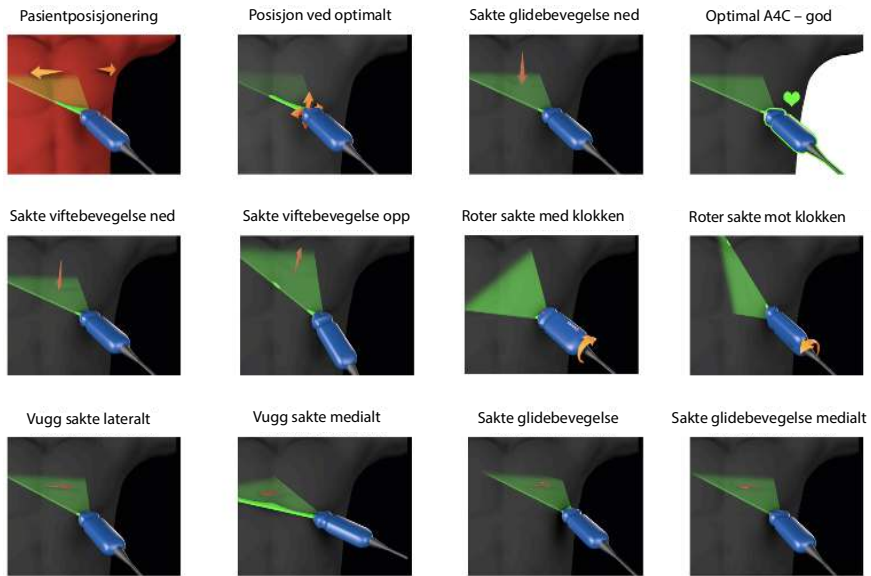 Pasientposisjonering
Posisjon ved optimalt
Sakte glidebevegelse ned
Optimal A4C – god
Sakte viftebevegelse ned
Sakte viftebevegelse opp
Roter sakte med klokken
Roter sakte mot klokken
Vugg sakte lateralt
Vugg sakte medialt
Sakte glidebevegelse
Sakte glidebevegelse medialt